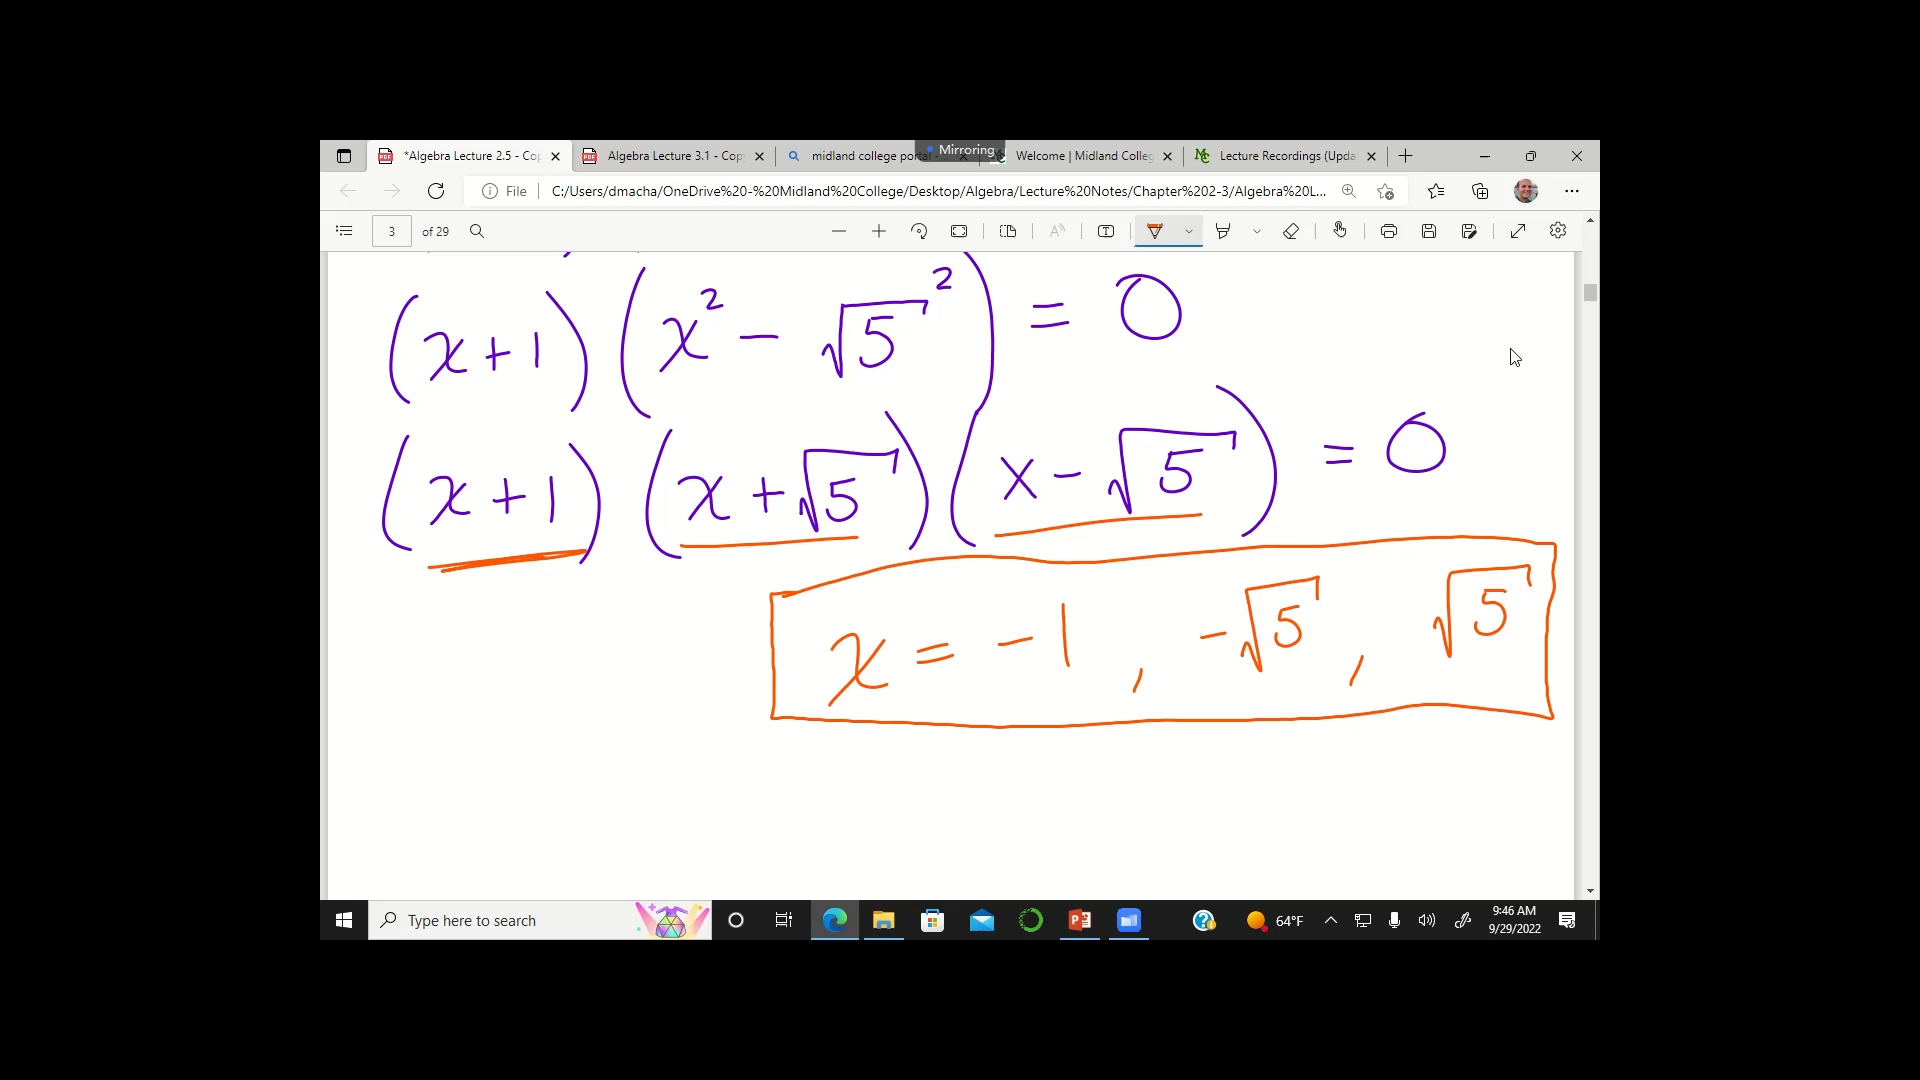 Mirroring
*Algebra Lecture 2.5 - Cop
Algebra Lecture 3.1 - Copy
midland college portal -
Welcome | Midland Colleg
Lecture Recordings (Upda
File
C:/Users/dmacha/OneDrive%20-%20Midland%20College/Desktop/Algebra/Lecture%20Notes/Chapter%202-3/Algebra%20L...
3 of 29
(x+1)(x² - √5²) = 0
(x+1)(x+√5)(x-√5) = 0
x = -1, -√5, √5
Type here to search
64°F
9:46 AM
9/29/2022